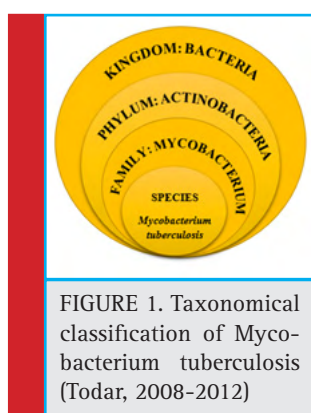 KINGDOM: BACTERIA
PHYLUM: ACTINOBACTERIA
FAMILY: MYCOBACTERIUM
SPECIES
Mycobacterium
tuberculosis
FIGURE 1. Taxonomical
classification of Myco-
bacterium tuberculosis
(Todar, 2008-2012)